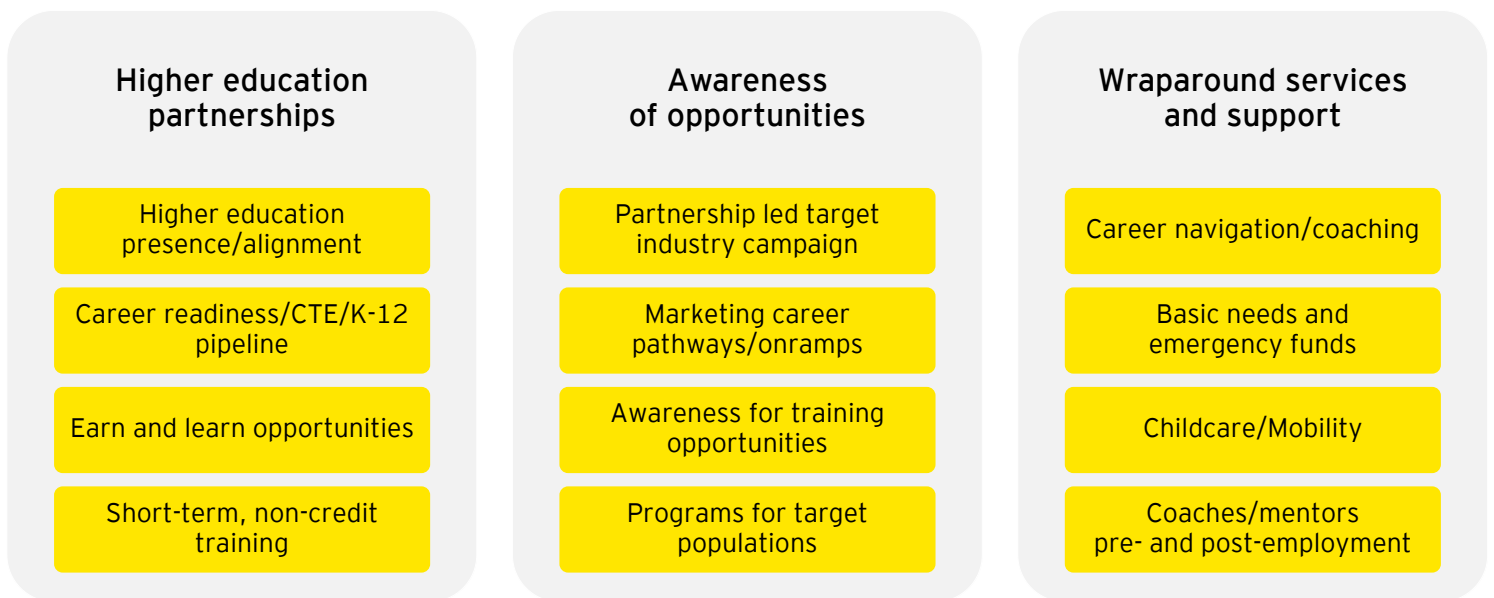 Higher education
partnerships
Higher education
presence/alignment
Career readiness/CTE/K-12
pipeline
Earn and learn opportunities
Short-term, non-credit
training
Awareness
of opportunities
Partnership led target
industry campaign
Marketing career
pathways/onramps
Awareness for training
opportunities
Programs for target
populations
Wraparound services
and support
Career navigation/coaching
Basic needs and
emergency funds
Childcare/Mobility
Coaches/mentors
pre- and post-employment